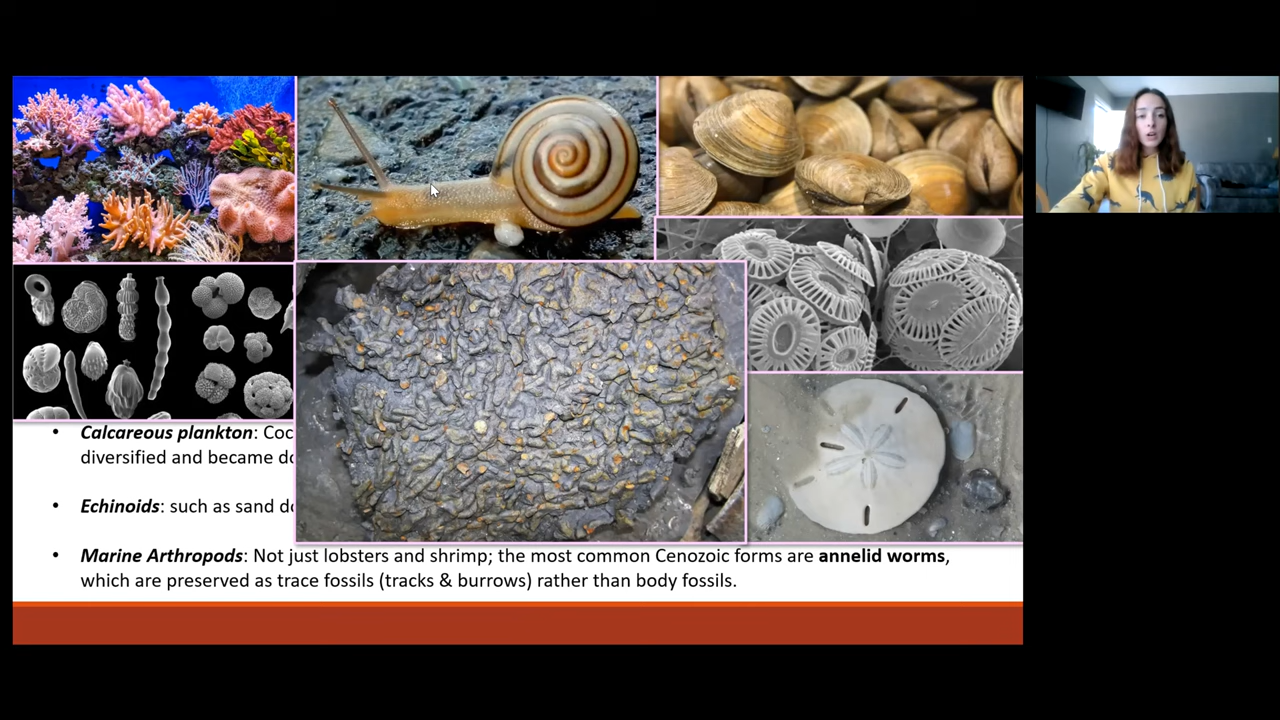 • Calcareous plankton: Coc
diversified and became do
• Echinoids: such as sand do
• Marine Arthropods: Not just lobsters and shrimp; the most common Cenozoic forms are annelid worms,
which are preserved as trace fossils (tracks & burrows) rather than body fossils.